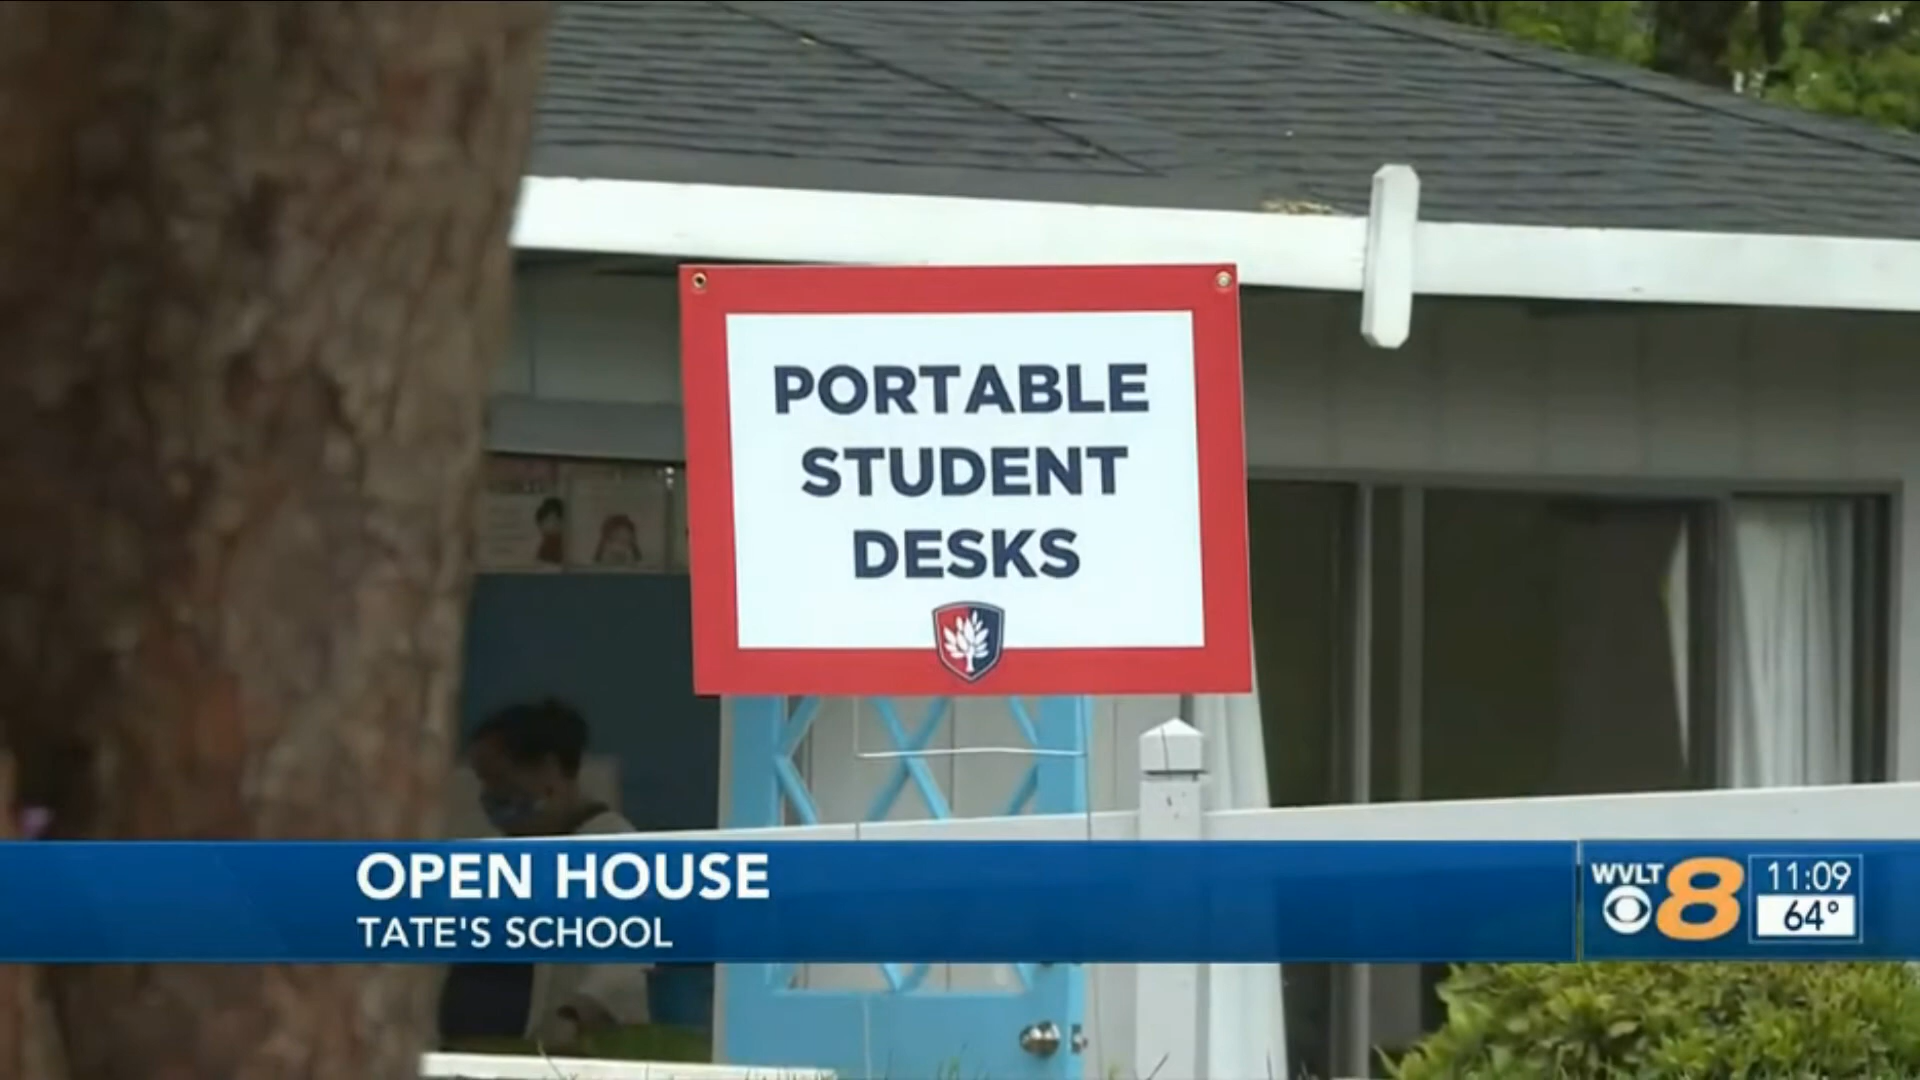 PORTABLE
STUDENT
DESKS
OPEN HOUSE
TATE'S SCHOOL
WVLT 8
11:09
64°